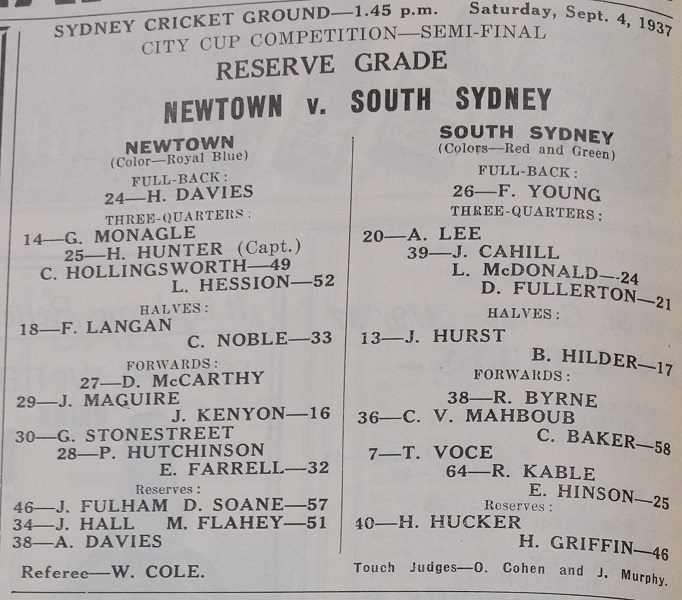 SYDNEY CRICKET GROUND—1.45 p.m. Saturday, Sept. 4, 1937
CITY CUP COMPETITION—SEMI-FINAL
RESERVE GRADE
NEWTOWN v. SOUTH SYDNEY
NEWTOWN
(Color—Royal Blue)
FULL-BACK:
24—H. DAVIES
THREE-QUARTERS:
14—G. MONAGLE
25—H. HUNTER (Capt.)
C. HOLLINGSWORTH—49
L. HESSION—52
HALVES:
18—F. LANGAN
C. NOBLE—33
FORWARDS:
27—D. McCARTHY
29—J. MAGUIRE
J. KENYON—16
30—G. STONESTREET
28—P. HUTCHINSON
E. FARRELL—32
Reserves:
46—J. FULHAM D. SOANE—57
34—J. HALL M. FLAHEY—51
38—A. DAVIES
Referee—W. COLE.
SOUTH SYDNEY
(Colors—Red and Green)
FULL-BACK:
26—F. YOUNG
THREE-QUARTERS:
20—A. LEE
39—J. CAHILL
L. McDONALD—24
D. FULLERTON—21
HALVES:
13—J. HURST
B. HILDER—17
FORWARDS:
38—R. BYRNE
36—C. V. MAHBOUB
C. BAKER—58
7—T. VOCE
64—R. KABLE
E. HINSON—25
Reserves:
40—H. HUCKER
H. GRIFFIN—46
Touch Judges—O. Cohen and J. Murphy.